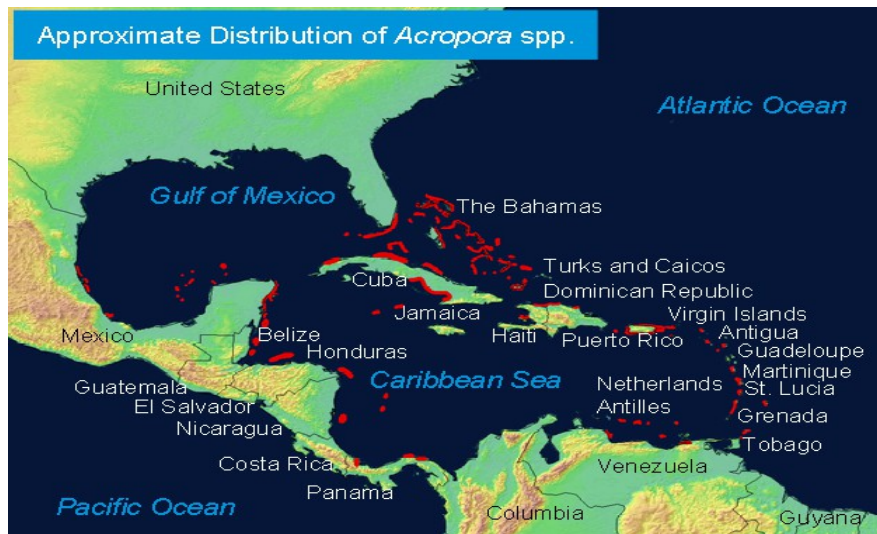 Approximate Distribution of Acropora spp.
United States
Atlantic Ocean
Gulf of Mexico
The Bahamas
Turks and Caicos
Cuba
Dominican Republic
Jamaica
Virgin Islands
Mexico
Belize
Haiti
Puerto Rico
Antigua
Honduras
Guadeloupe
Caribbean Sea
Martinique
Guatemala
Netherlands
Antilles
St. Lucia
El Salvador
Grenada
Nicaragua
Tobago
Costa Rica
Venezuela
Panama
Pacific Ocean
Columbia
Guyana